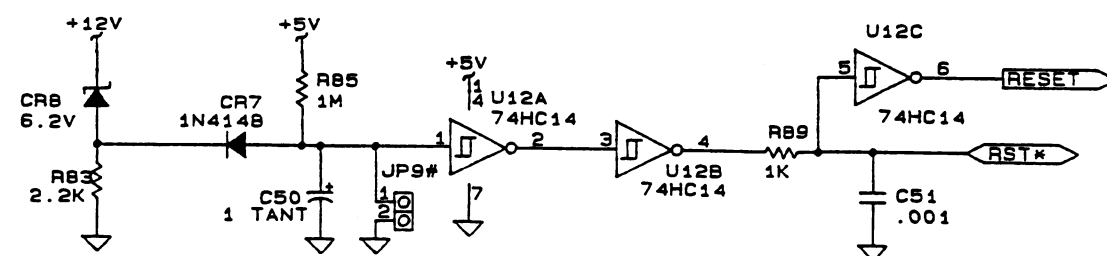 +12V
CR8
6.2V
R83
2.2K
CR7
1N4148
+5V
R85
1M
C50
+
1 TANT
JP9#
1
2
+5V
1
4
U12A
74HC14
1
2
7
3
4
U12B
74HC14
R89
1K
U12C
5
6
74HC14
RESET
RST*
C51
.001